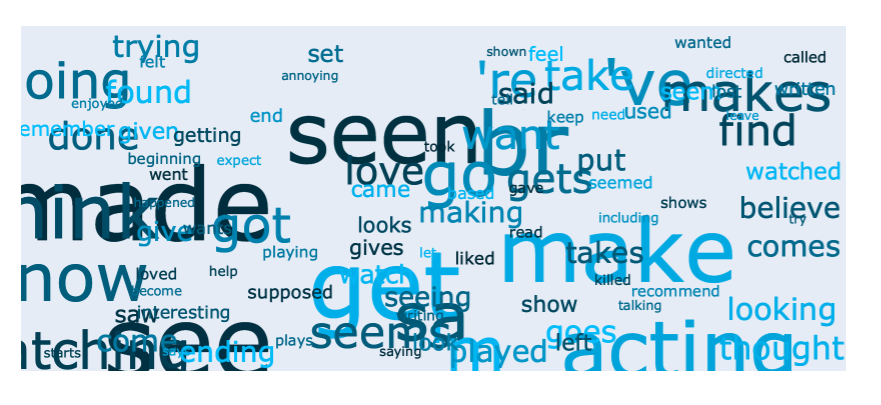 trying
set
shown
feel
wanted
felt
called
oing
annoying
're
take
've
makes
directed
found
said
seen
written
enjoyed
end
keep
need
used
leave
emember
given
done
getting
seen
br
want
find
took
beginning
expect
love
go
put
watched
went
came
based
gave
gets
seemed
made
happened
making
including
shows
believe
try
give
wants
got
looks
read
make
comes
playing
gives
let
liked
takes
now
loved
help
get
watch
killed
become
supposed
seeing
recommend
saw
interesting
show
talking
looking
sa
see
come
plays
seems
look
goes
starts
ending
saying
m
played
left
acting
thought